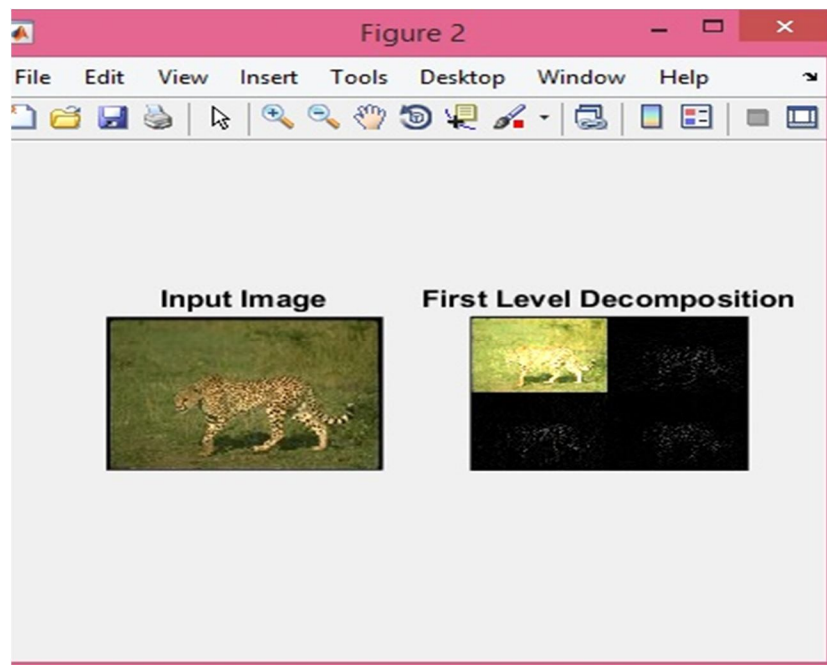 Figure 2
File Edit View Insert Tools Desktop Window Help
Input Image
First Level Decomposition